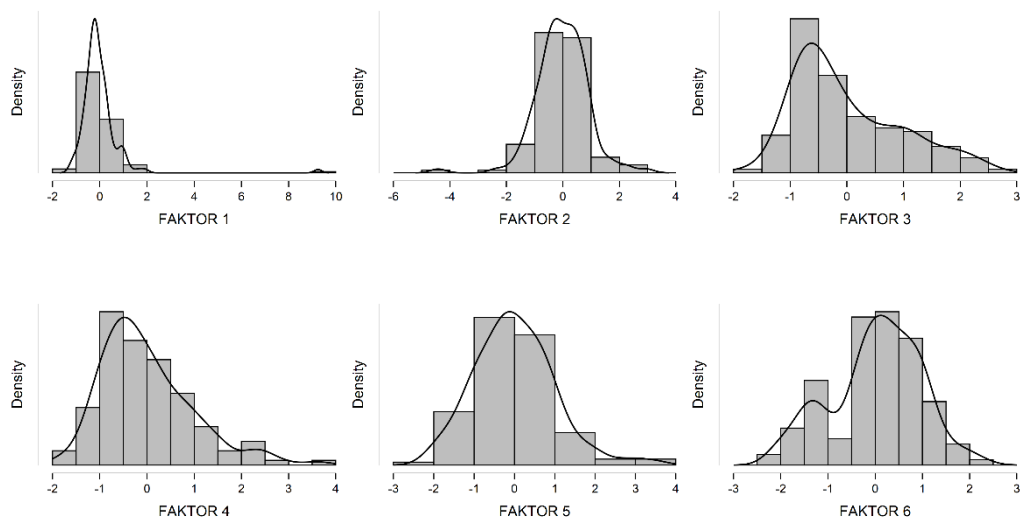 Density
-2 0 2 4 6 8 10
FAKTOR 1
Density
-6 -4 -2 0 2 4
FAKTOR 2
Density
-2 -1 0 1 2 3
FAKTOR 3
Density
-2 -1 0 1 2 3 4
FAKTOR 4
Density
-3 -2 -1 0 1 2 3 4
FAKTOR 5
Density
-3 -2 -1 0 1 2 3
FAKTOR 6